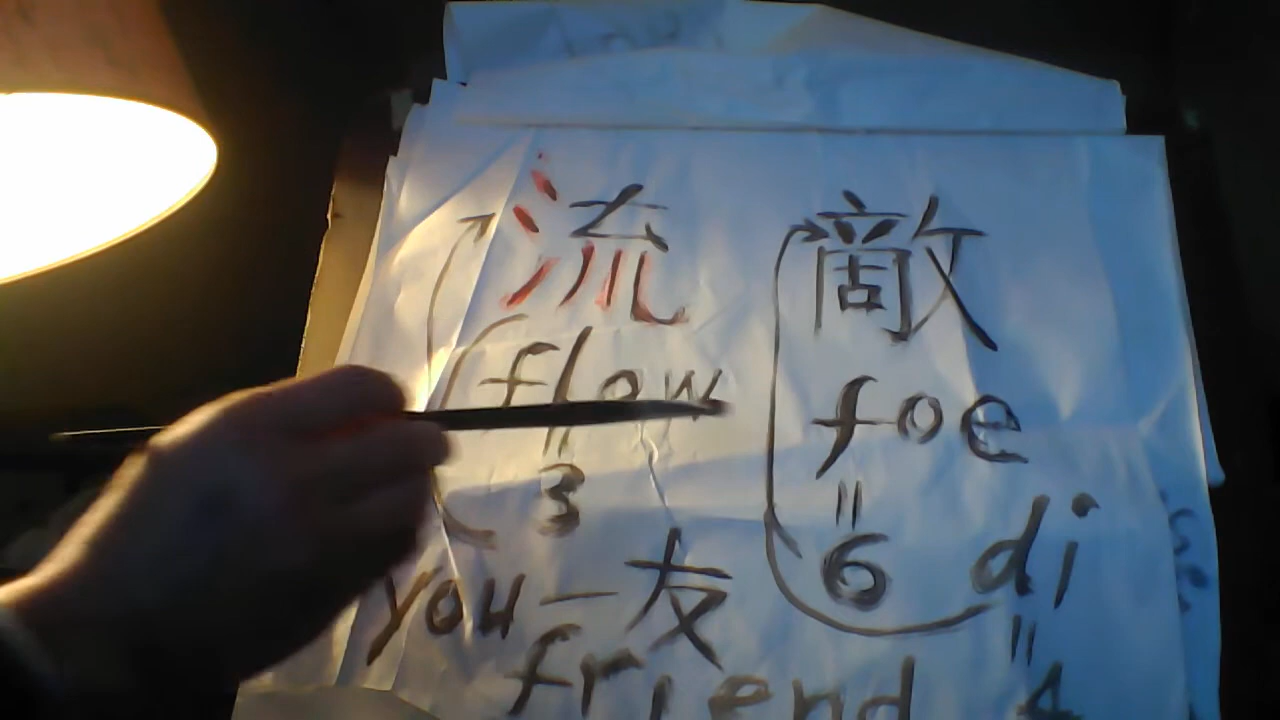 流 敵
flow foe
= =
3 6 di
you - 友 =
friend 4